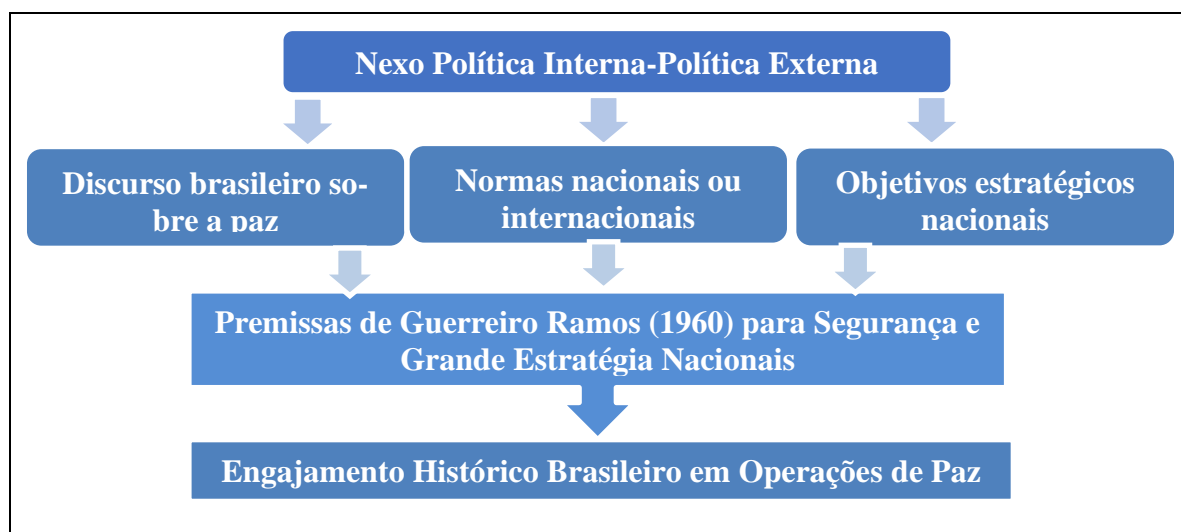 Nexo Política Interna-Política Externa
Discurso brasileiro so-
bre a paz
Normas nacionais ou
internacionais
Objetivos estratégicos
nacionais
Premissas de Guerreiro Ramos (1960) para Segurança e
Grande Estratégia Nacionais
Engajamento Histórico Brasileiro em Operações de Paz